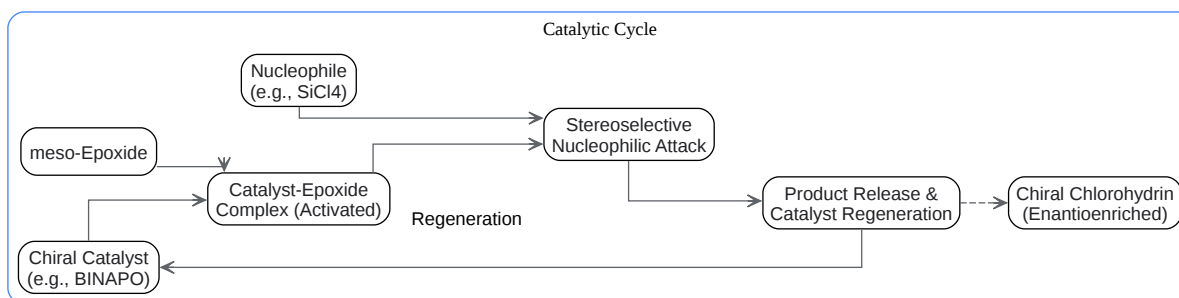 Catalytic Cycle
Nucleophile
(e.g., SiCl4)
meso-Epoxide
Stereoselective
Nucleophilic Attack
Catalyst-Epoxide
Complex (Activated)
Regeneration
Product Release &
Catalyst Regeneration
Chiral Chlorohydrin
(Enantioenriched)
Chiral Catalyst
(e.g., BINAPO)